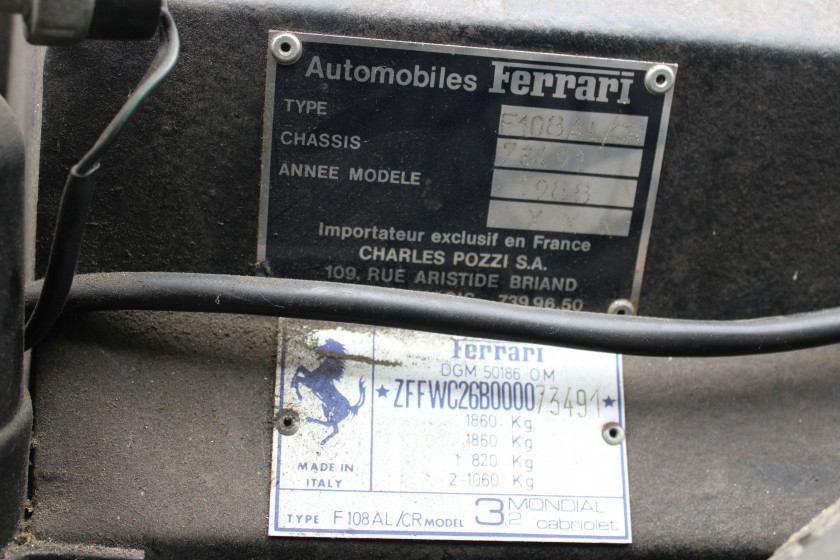 Automobiles Ferrari
TYPE F108AL/CR
CHASSIS 73491
ANNEE MODELE 1988
X X X
Importateur exclusif en France
CHARLES POZZI S.A.
109, RUE ARISTIDE BRIAND
739.96.50
Ferrari
DGM 50186 OM
★ZFFWC26B000073491★
1860 Kg
1860 Kg
1 820 Kg
2-1060 Kg
MADE IN
ITALY
TYPE F108AL/CR MODEL 3.2 MONDIAL
cabriolet